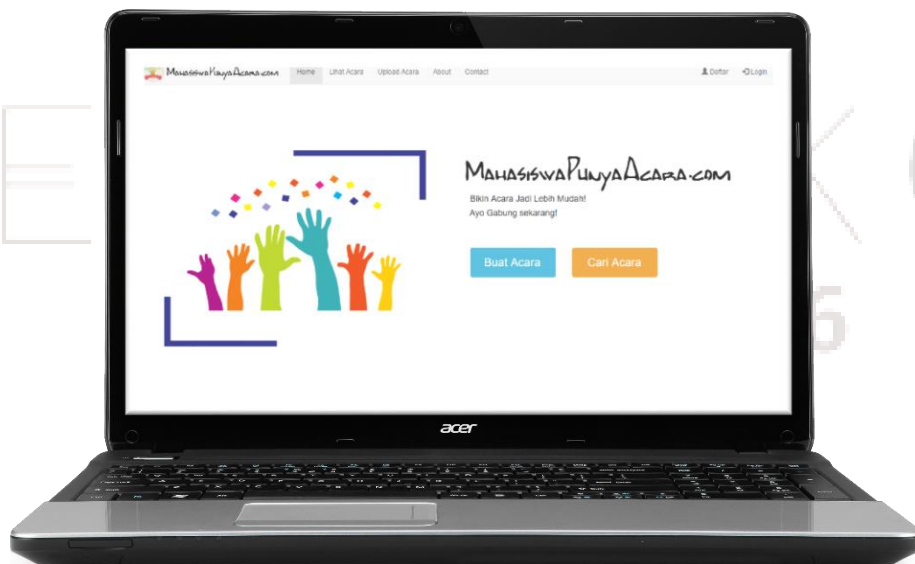 MahasiswaPunyaAcara.com Home Lihat Acara Upload Acara About Contact Daftar Login
MahasiswaPunyaAcara.com
Bikin Acara Jadi Lebih Mudah!
Ayo Gabung sekarang!
Buat Acara Cari Acara
acer